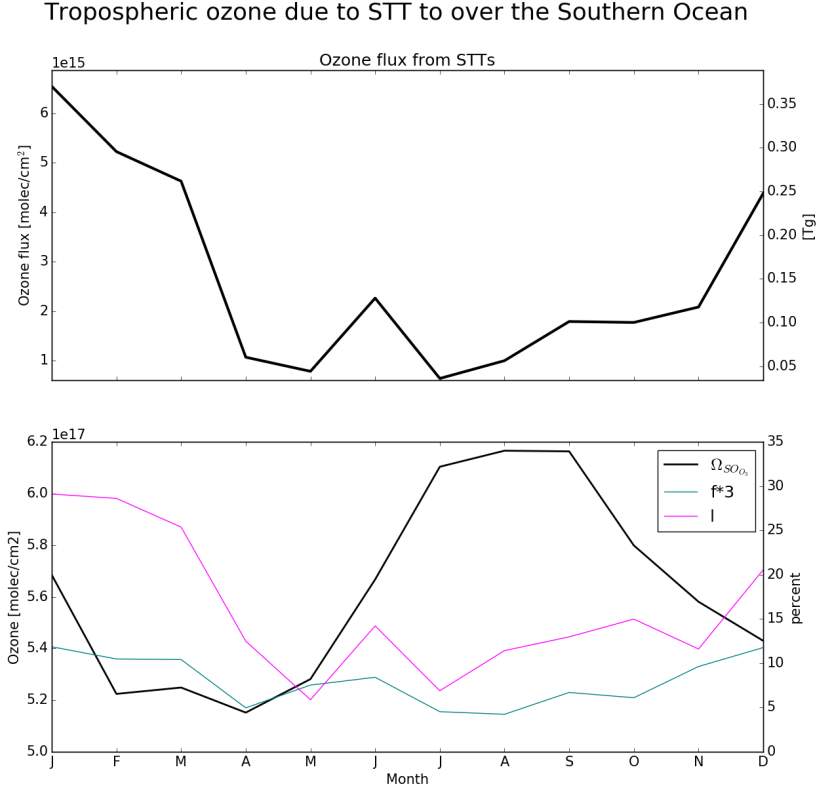 Tropospheric ozone due to STT to over the Southern Ocean
Ozone flux from STTs
1e15
6
5
4
3
2
1
Ozone flux [molec/cm²]
0.35
0.30
0.25
0.20
0.15
0.10
0.05
[Tg]
1e17
6.2
6.0
5.8
5.6
5.4
5.2
5.0
Ozone [molec/cm2]
Ω_SO_O₃
f*3
l
35
30
25
20
15
10
5
0
percent
J F M A M J J A S O N D
Month